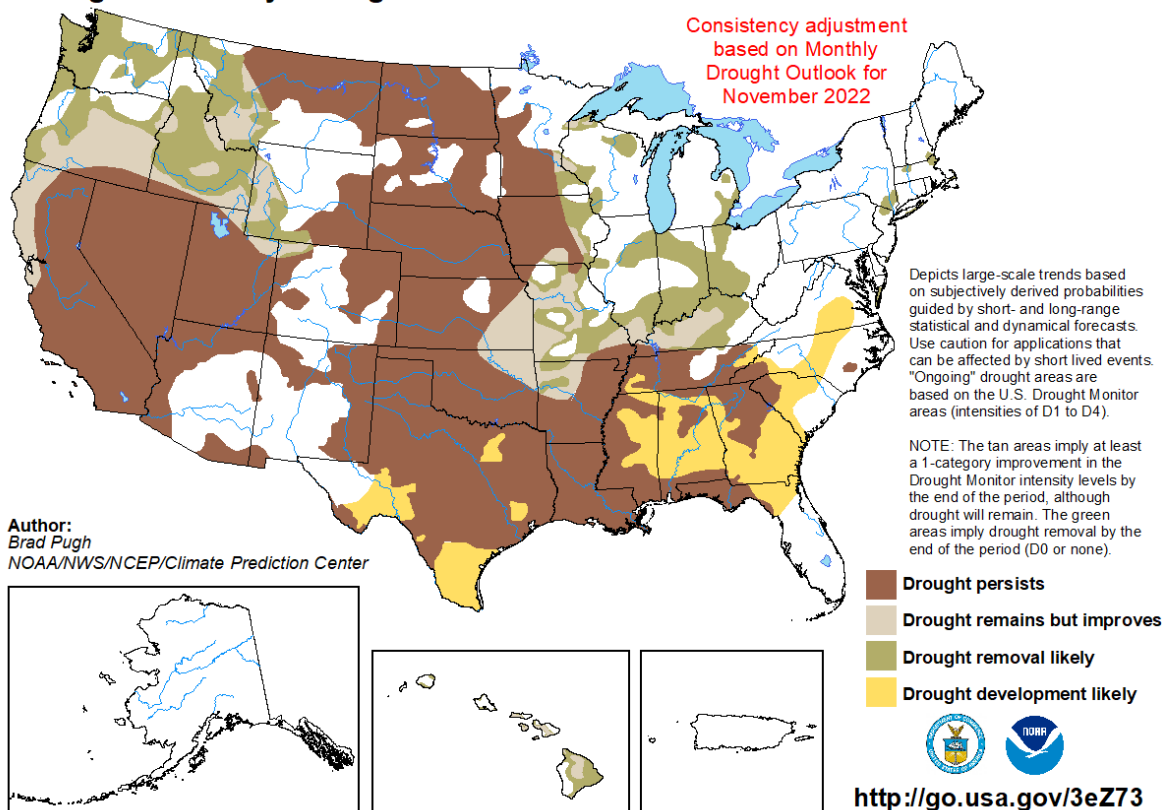 Consistency adjustment
based on Monthly
Drought Outlook for
November 2022
Depicts large-scale trends based
on subjectively derived probabilities
guided by short- and long-range
statistical and dynamical forecasts.
Use caution for applications that
can be affected by short lived events.
"Ongoing" drought areas are
based on the U.S. Drought Monitor
areas (intensities of D1 to D4).
NOTE: The tan areas imply at least
a 1-category improvement in the
Drought Monitor intensity levels by
the end of the period, although
drought will remain. The green
areas imply drought removal by the
end of the period (D0 or none).
Author:
Brad Pugh
NOAA/NWS/NCEP/Climate Prediction Center
Drought persists
Drought remains but improves
Drought removal likely
Drought development likely
NOAA
http://go.usa.gov/3eZ73